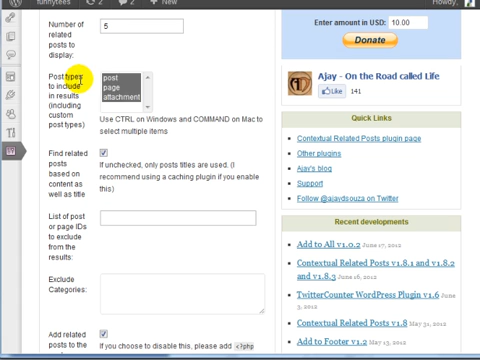 funnytees 2 0 + New Howdy,
Number of
related
posts to
display:
5
Post types
to include
in results
(including
custom
post types)
post
page
attachment
Use CTRL on Windows and COMMAND on Mac to
select multiple items
Find related
posts
based on
content as
well as title
If unchecked, only posts titles are used. (I
recommend using a caching plugin if you enable
this)
List of post
or page IDs
to exclude
from the
results:
Exclude
Categories:
Add related
posts to the
If you choose to disable this, please add <?php
Enter amount in USD: 10.00
Donate
Ajay - On the Road called Life
Like 141
Quick Links
Contextual Related Posts plugin page
Other plugins
Ajay's blog
Support
Follow @ajaydsouza on Twitter
Recent developments
Add to All v1.0.2 June 17, 2012
Contextual Related Posts v1.8.1 and v1.8.2
and v1.8.3 June 16, 2012
TwitterCounter WordPress Plugin v1.6 June
3, 2012
Contextual Related Posts v1.8 May 31, 2012
Add to Footer v1.2 May 13, 2012